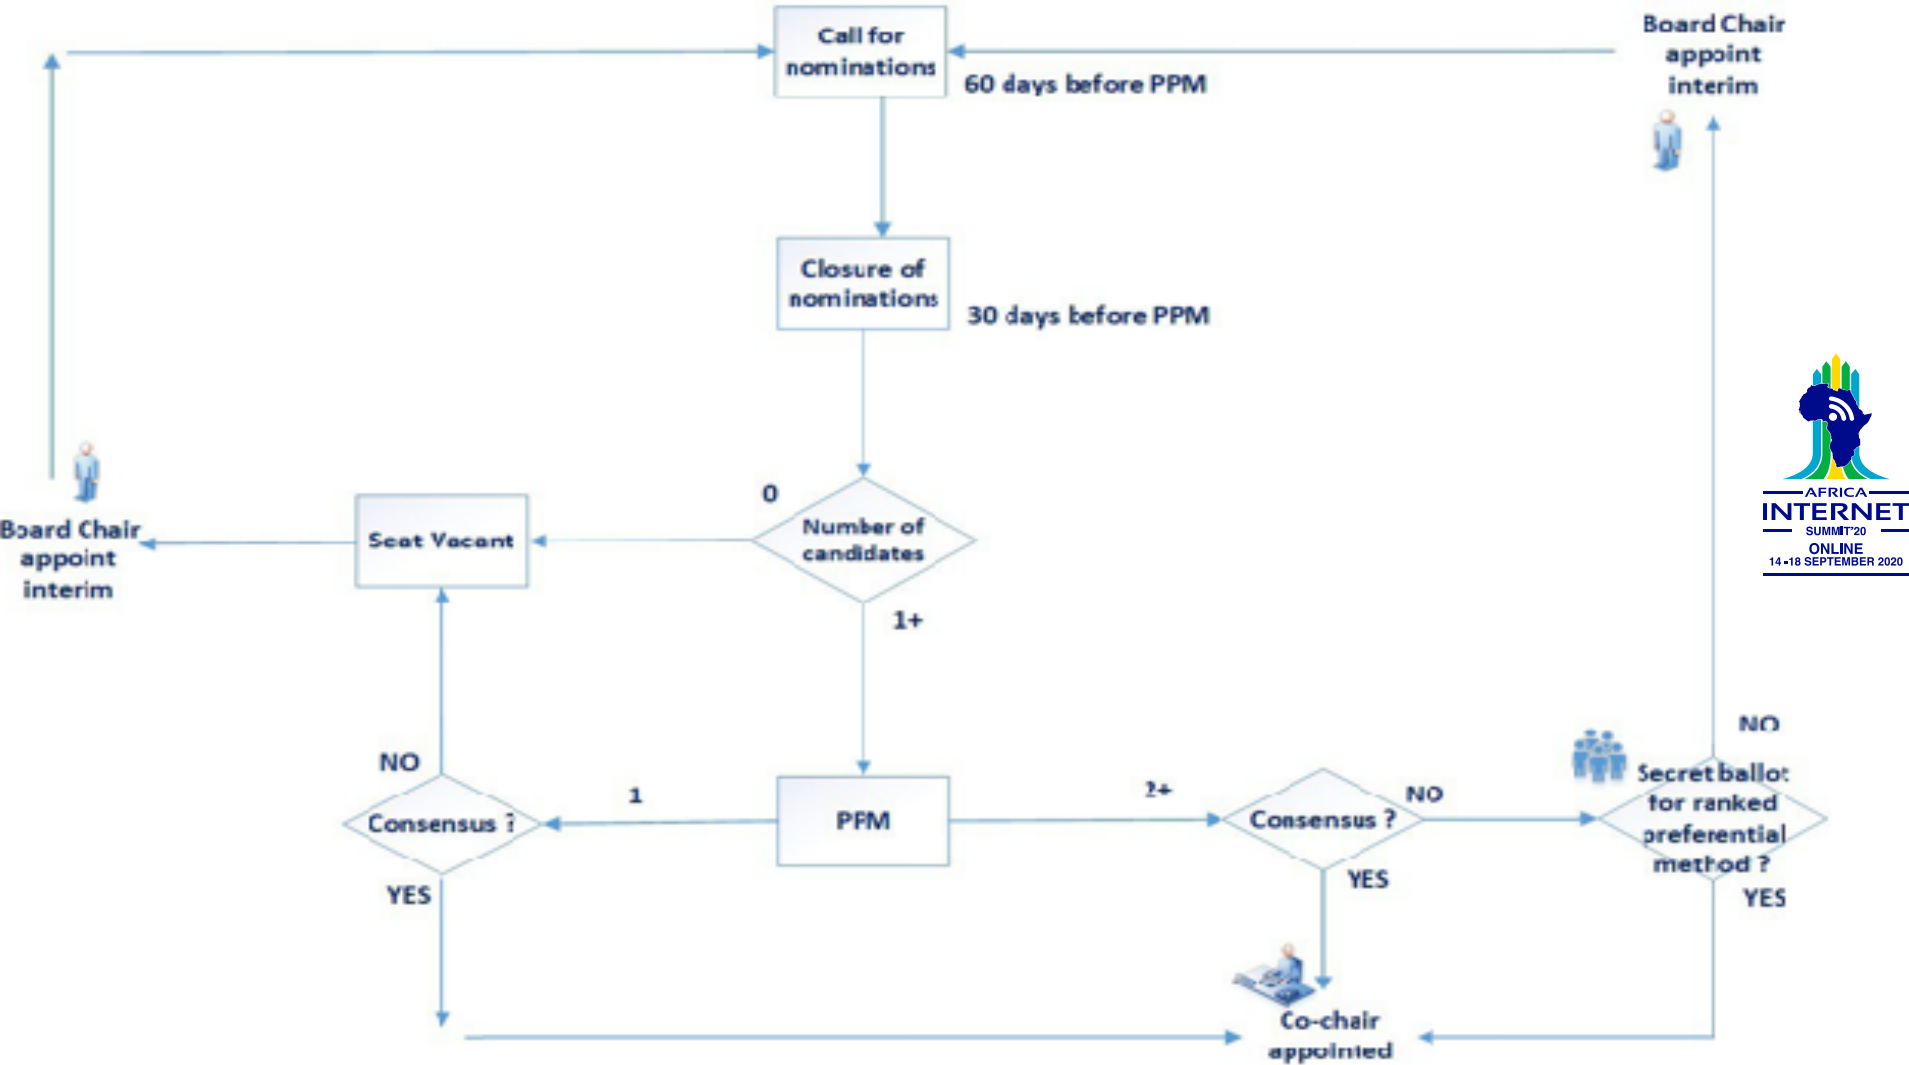 Call for
nominations
60 days before PPM
Board Chair
appoint
interim
Closure of
nominations
30 days before PPM
AFRICA
INTERNET
SUMMIT'20
ONLINE
14-18 SEPTEMBER 2020
0
Number of
candidates
Seat Vacant
Board Chair
appoint
interim
1+
NO
Consensus ?
YES
1
PPM
2+
Consensus ?
NO
YES
NO
Secret ballot
for ranked
preferential
method ?
YES
Co-chair
appointed